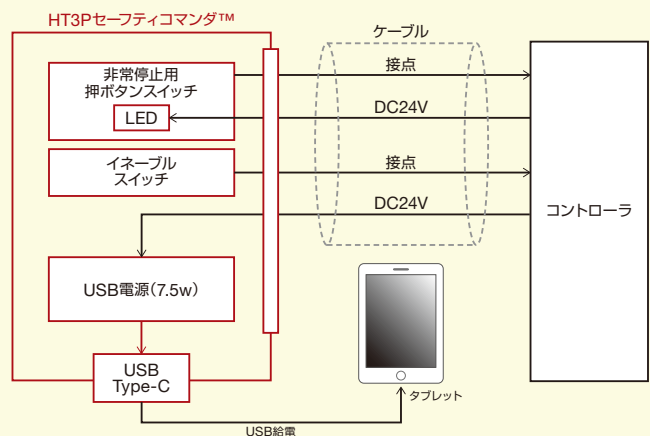 HT3Pセーフティコマンダ™
ケーブル
非常停止用
押ボタンスイッチ
LED
接点
DC24V
イネーブル
スイッチ
接点
DC24V
コントローラ
USB電源(7.5w)
USB
Type-C
タブレット
USB給電